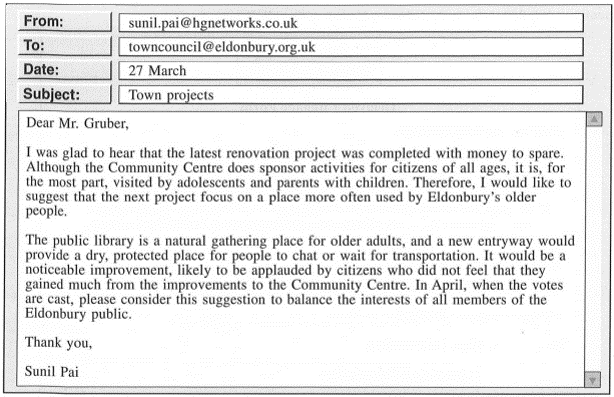 From: sunil.pai@hgnetworks.co.uk
To: towncouncil@eldonbury.org.uk
Date: 27 March
Subject: Town projects
Dear Mr. Gruber,
I was glad to hear that the latest renovation project was completed with money to spare.
Although the Community Centre does sponsor activities for citizens of all ages, it is, for
the most part, visited by adolescents and parents with children. Therefore, I would like to
suggest that the next project focus on a place more often used by Eldonbury's older
people.
The public library is a natural gathering place for older adults, and a new entryway would
provide a dry, protected place for people to chat or wait for transportation. It would be a
noticeable improvement, likely to be applauded by citizens who did not feel that they
gained much from the improvements to the Community Centre. In April, when the votes
are cast, please consider this suggestion to balance the interests of all members of the
Eldonbury public.
Thank you,
Sunil Pai